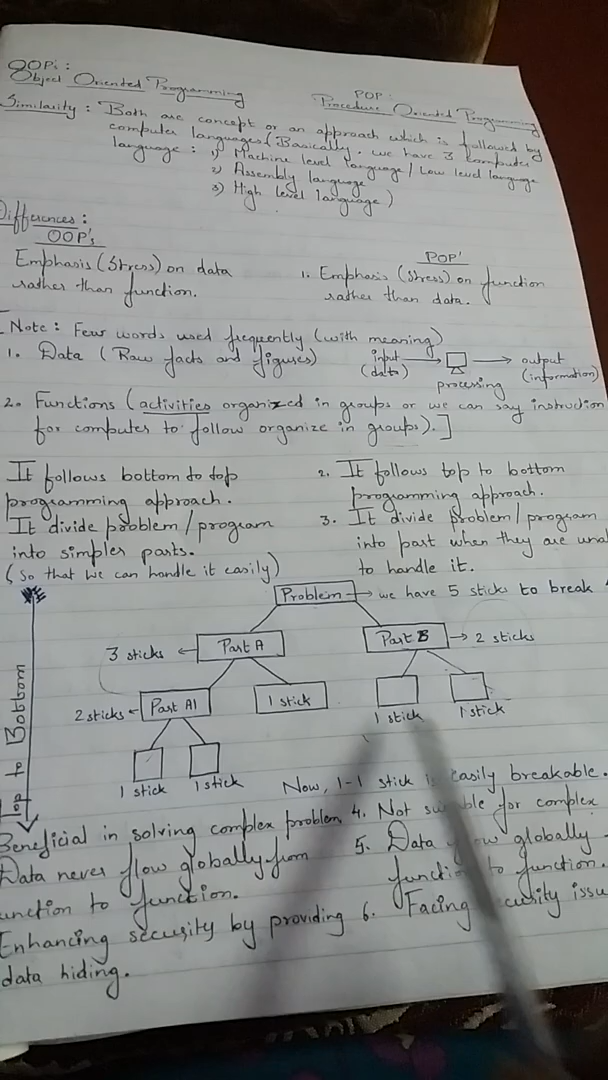 OOP's :
Object Oriented Programming
POP :
Procedure Oriented Programming
Similarity : Both are concept or an approach which is followed by
computer languages (Basically, we have 3 computer
language : 1) Machine level language / Low level language
2) Assembly language
3) High level language )
Differences :
OOP's
POP'
Emphasis (Stress) on data
rather than function.
1. Emphasis (Stress) on function
rather than data.
[Note : Few words used frequently (with meaning)
1. Data (Raw facts and figures)
input
(data)
processing
output
(information)
2. Functions (activities organized in groups or we can say instruction
for computer to follow organize in groups).]
It follows bottom to top
programming approach.
2. It follows top to bottom
programming approach.
It divide problem / program
into simpler parts.
(So that we can handle it easily)
3. It divide problem / program
into part when they are
to handle it.
Problem → we have 5 sticks to break
3 sticks ← Part A
Part B → 2 sticks
2 sticks ← Part A1
1 stick
1 stick
1 stick
1 stick
1 stick
Top to Bottom
Now, 1-1 stick is easily breakable.
Beneficial in solving complex problem
4. Not for complex
Data never flow globally from
function to function.
5. Data globally
to function.
Enhancing security by providing
data hiding.
6. Facing